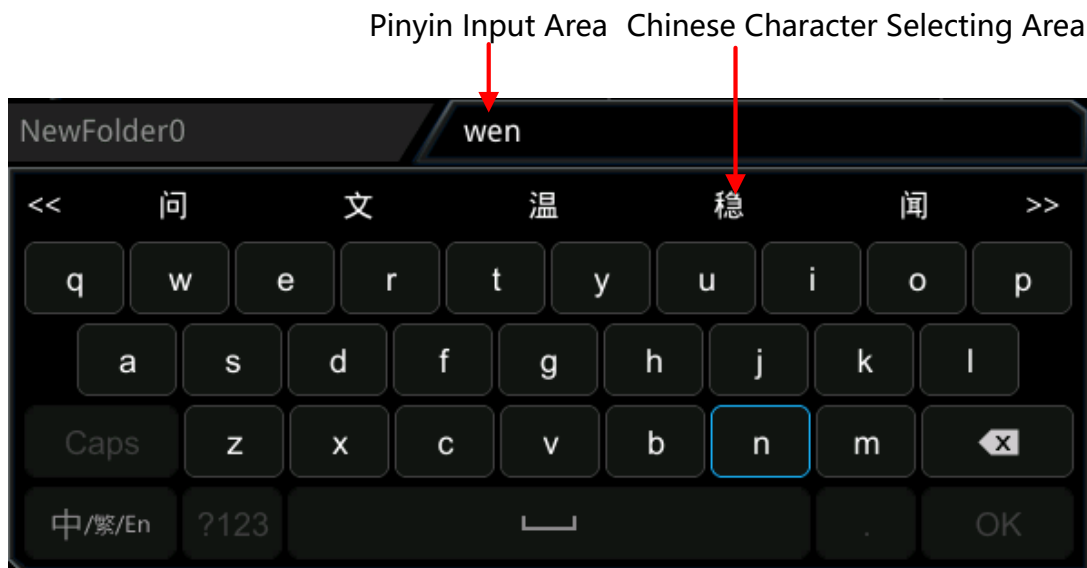 Pinyin Input Area Chinese Character Selecting Area
NewFolder0 wen
<< 问 文 温 稳 闻 >>
q w e r t y u i o p
a s d f g h j k l
Caps z x c v b n m x
中/繁/En ?123 . OK